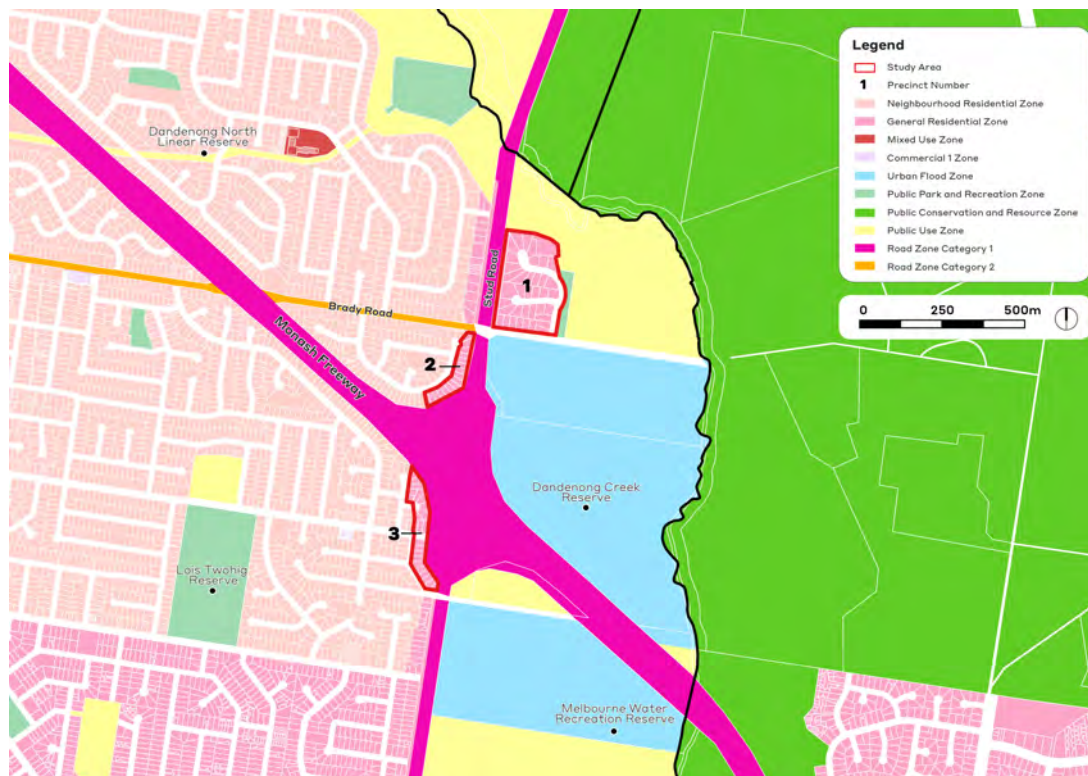 Legend
Study Area
1 Precinct Number
Neighbourhood Residential Zone
General Residential Zone
Mixed Use Zone
Commercial 1 Zone
Urban Flood Zone
Public Park and Recreation Zone
Public Conservation and Resource Zone
Public Use Zone
Road Zone Category 1
Road Zone Category 2
0 250 500m
Dandenong North
Linear Reserve
Stud Road
1
Brady Road
Monash Freeway
2
Dandenong Creek
Reserve
3
Lois Twohig
Reserve
Melbourne Water
Recreation Reserve